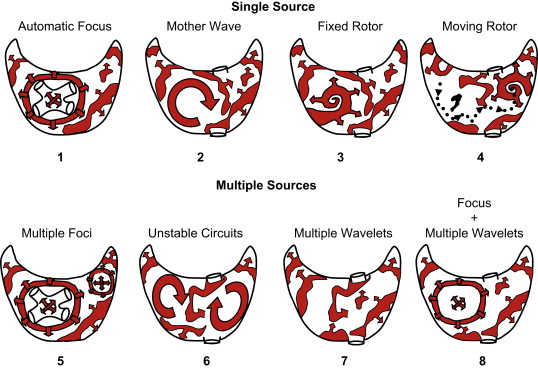 Single Source
Automatic Focus
Mother Wave
Fixed Rotor
Moving Rotor
1
2
3
4
Multiple Sources
Multiple Foci
Unstable Circuits
Multiple Wavelets
Focus
+
Multiple Wavelets
5
6
7
8